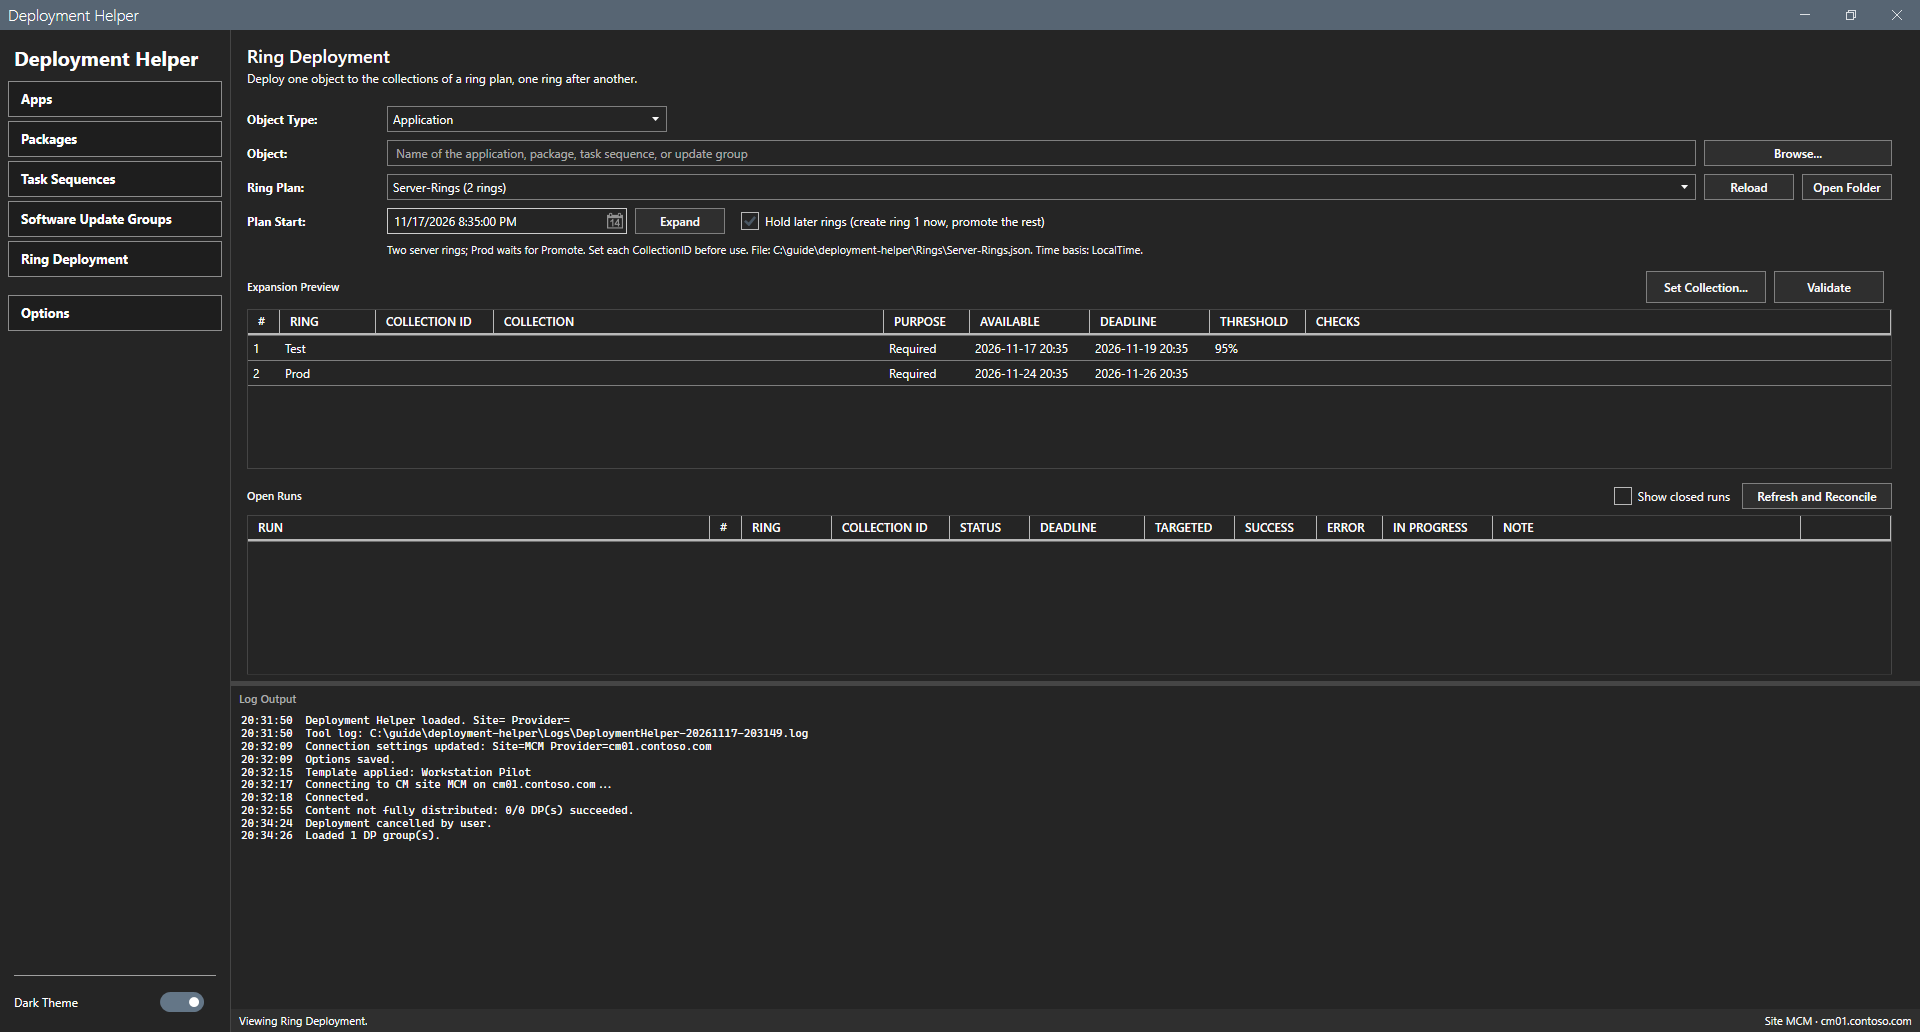 Deployment Helper
Deployment Helper
Apps
Packages
Task Sequences
Software Update Groups
Ring Deployment
Options
Dark Theme
Ring Deployment
Deploy one object to the collections of a ring plan, one ring after another.
Object Type: Application
Object: Name of the application, package, task sequence, or update group Browse...
Ring Plan: Server-Rings (2 rings) Reload Open Folder
Plan Start: 11/17/2026 8:35:00 PM 14 Expand Hold later rings (create ring 1 now, promote the rest)
Two server rings; Prod waits for Promote. Set each CollectionID before use. File: C:\guide\deployment-helper\Rings\Server-Rings.json. Time basis: LocalTime.
Expansion Preview Set Collection... Validate
# RING COLLECTION ID COLLECTION PURPOSE AVAILABLE DEADLINE THRESHOLD CHECKS
1 Test Required 2026-11-17 20:35 2026-11-19 20:35 95%
2 Prod Required 2026-11-24 20:35 2026-11-26 20:35
Open Runs Show closed runs Refresh and Reconcile
RUN # RING COLLECTION ID STATUS DEADLINE TARGETED SUCCESS ERROR IN PROGRESS NOTE
Log Output
20:31:50 Deployment Helper loaded. Site= Provider=
20:31:50 Tool log: C:\guide\deployment-helper\Logs\DeploymentHelper-20261117-203149.log
20:32:09 Connection settings updated: Site=MCM Provider=cm01.contoso.com
20:32:09 Options saved.
20:32:15 Template applied: Workstation Pilot
20:32:17 Connecting to CM site MCM on cm01.contoso.com...
20:32:18 Connected.
20:32:55 Content not fully distributed: 0/0 DP(s) succeeded.
20:34:24 Deployment cancelled by user.
20:34:26 Loaded 1 DP group(s).
Viewing Ring Deployment. Site MCM · cm01.contoso.com